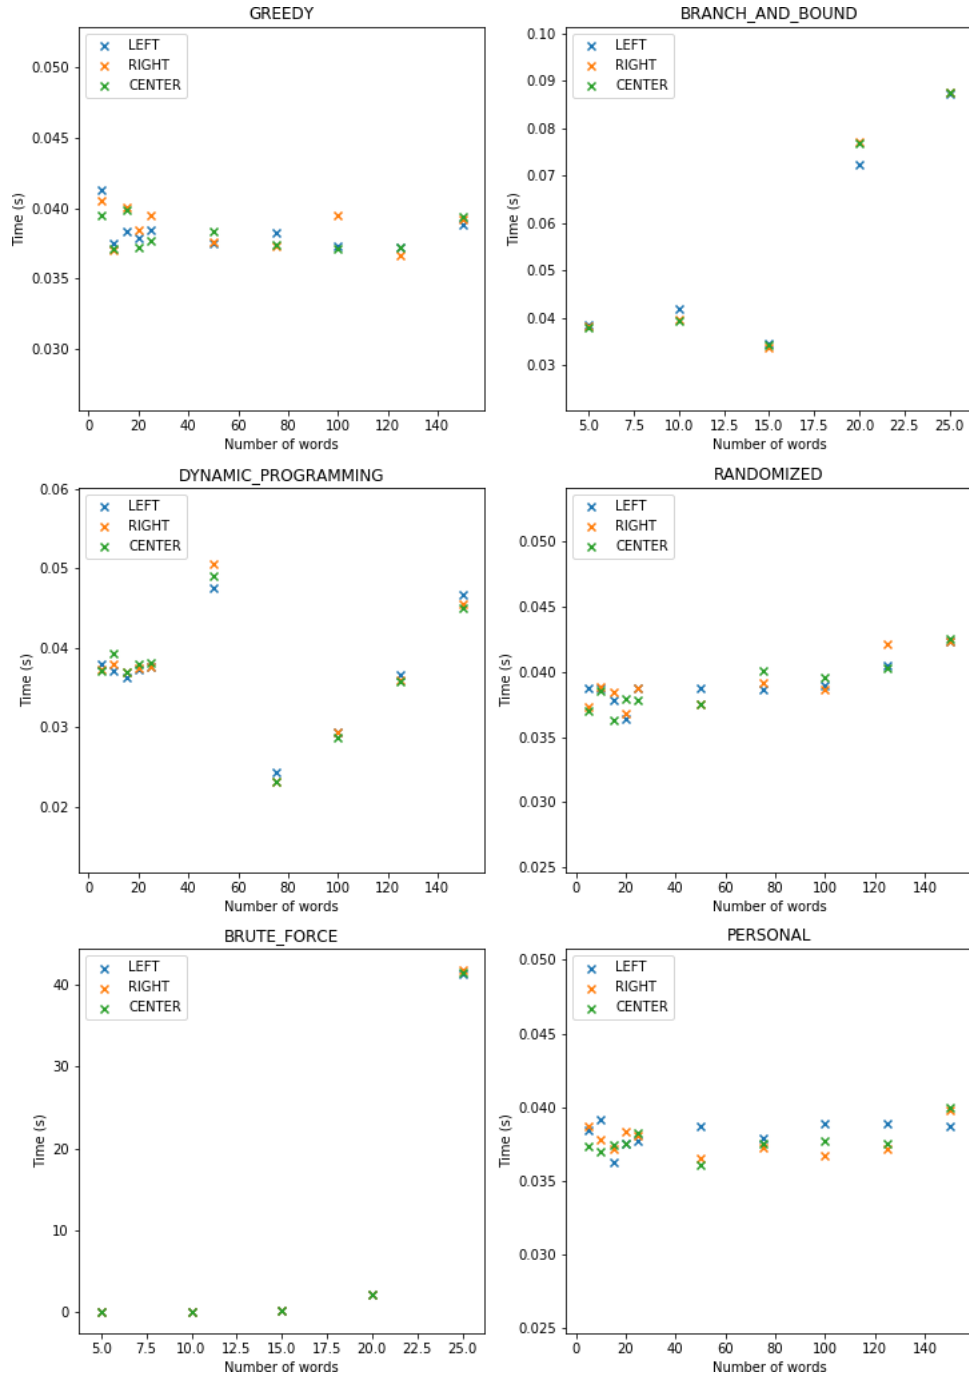 GREEDY
LEFT
RIGHT
CENTER
0.050
0.045
0.040
0.035
0.030
Time (s)
0 20 40 60 80 100 120 140
Number of words
BRANCH_AND_BOUND
LEFT
RIGHT
CENTER
0.10
0.09
0.08
0.07
0.06
0.05
0.04
0.03
Time (s)
5.0 7.5 10.0 12.5 15.0 17.5 20.0 22.5 25.0
Number of words
DYNAMIC_PROGRAMMING
LEFT
RIGHT
CENTER
0.06
0.05
0.04
0.03
0.02
Time (s)
0 20 40 60 80 100 120 140
Number of words
RANDOMIZED
LEFT
RIGHT
CENTER
0.050
0.045
0.040
0.035
0.030
0.025
Time (s)
0 20 40 60 80 100 120 140
Number of words
BRUTE_FORCE
LEFT
RIGHT
CENTER
40
30
20
10
0
Time (s)
5.0 7.5 10.0 12.5 15.0 17.5 20.0 22.5 25.0
Number of words
PERSONAL
LEFT
RIGHT
CENTER
0.050
0.045
0.040
0.035
0.030
0.025
Time (s)
0 20 40 60 80 100 120 140
Number of words